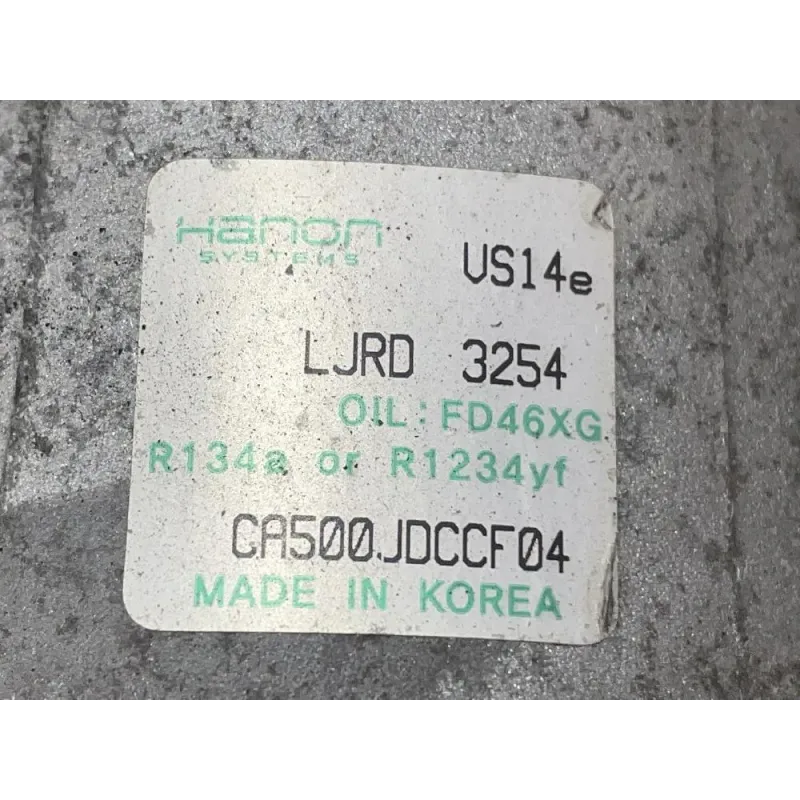 Hanon
SYSTEMS
VS14e
LJRD 3254
OIL:FD46XG
R134a or R1234yf
CA500JDCCF04
MADE IN KOREA